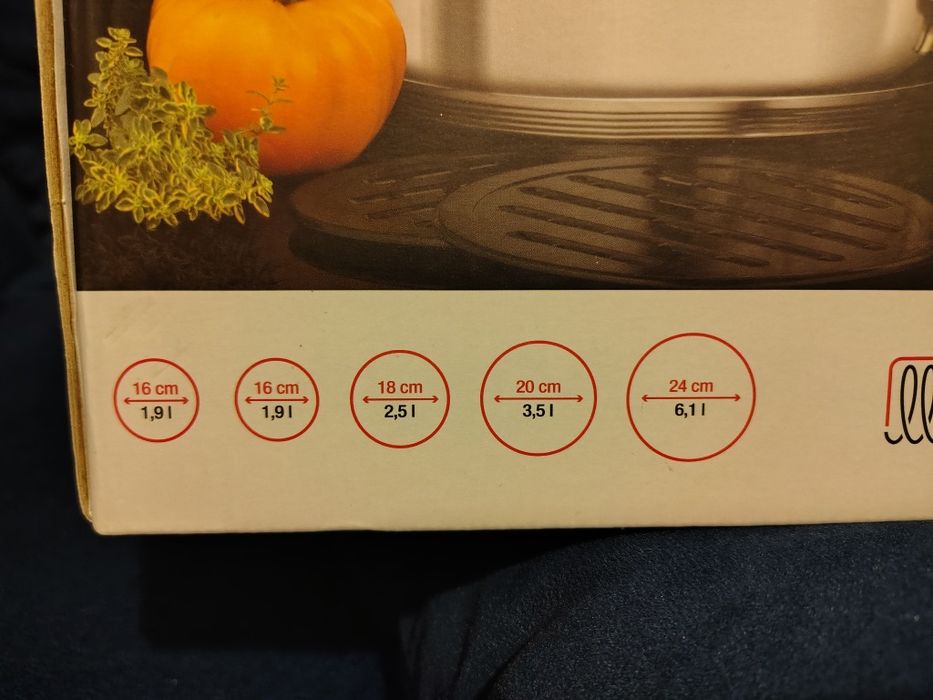 16 cm
1,9 l
16 cm
1,9 l
18 cm
2,5 l
20 cm
3,5 l
24 cm
6,1 l